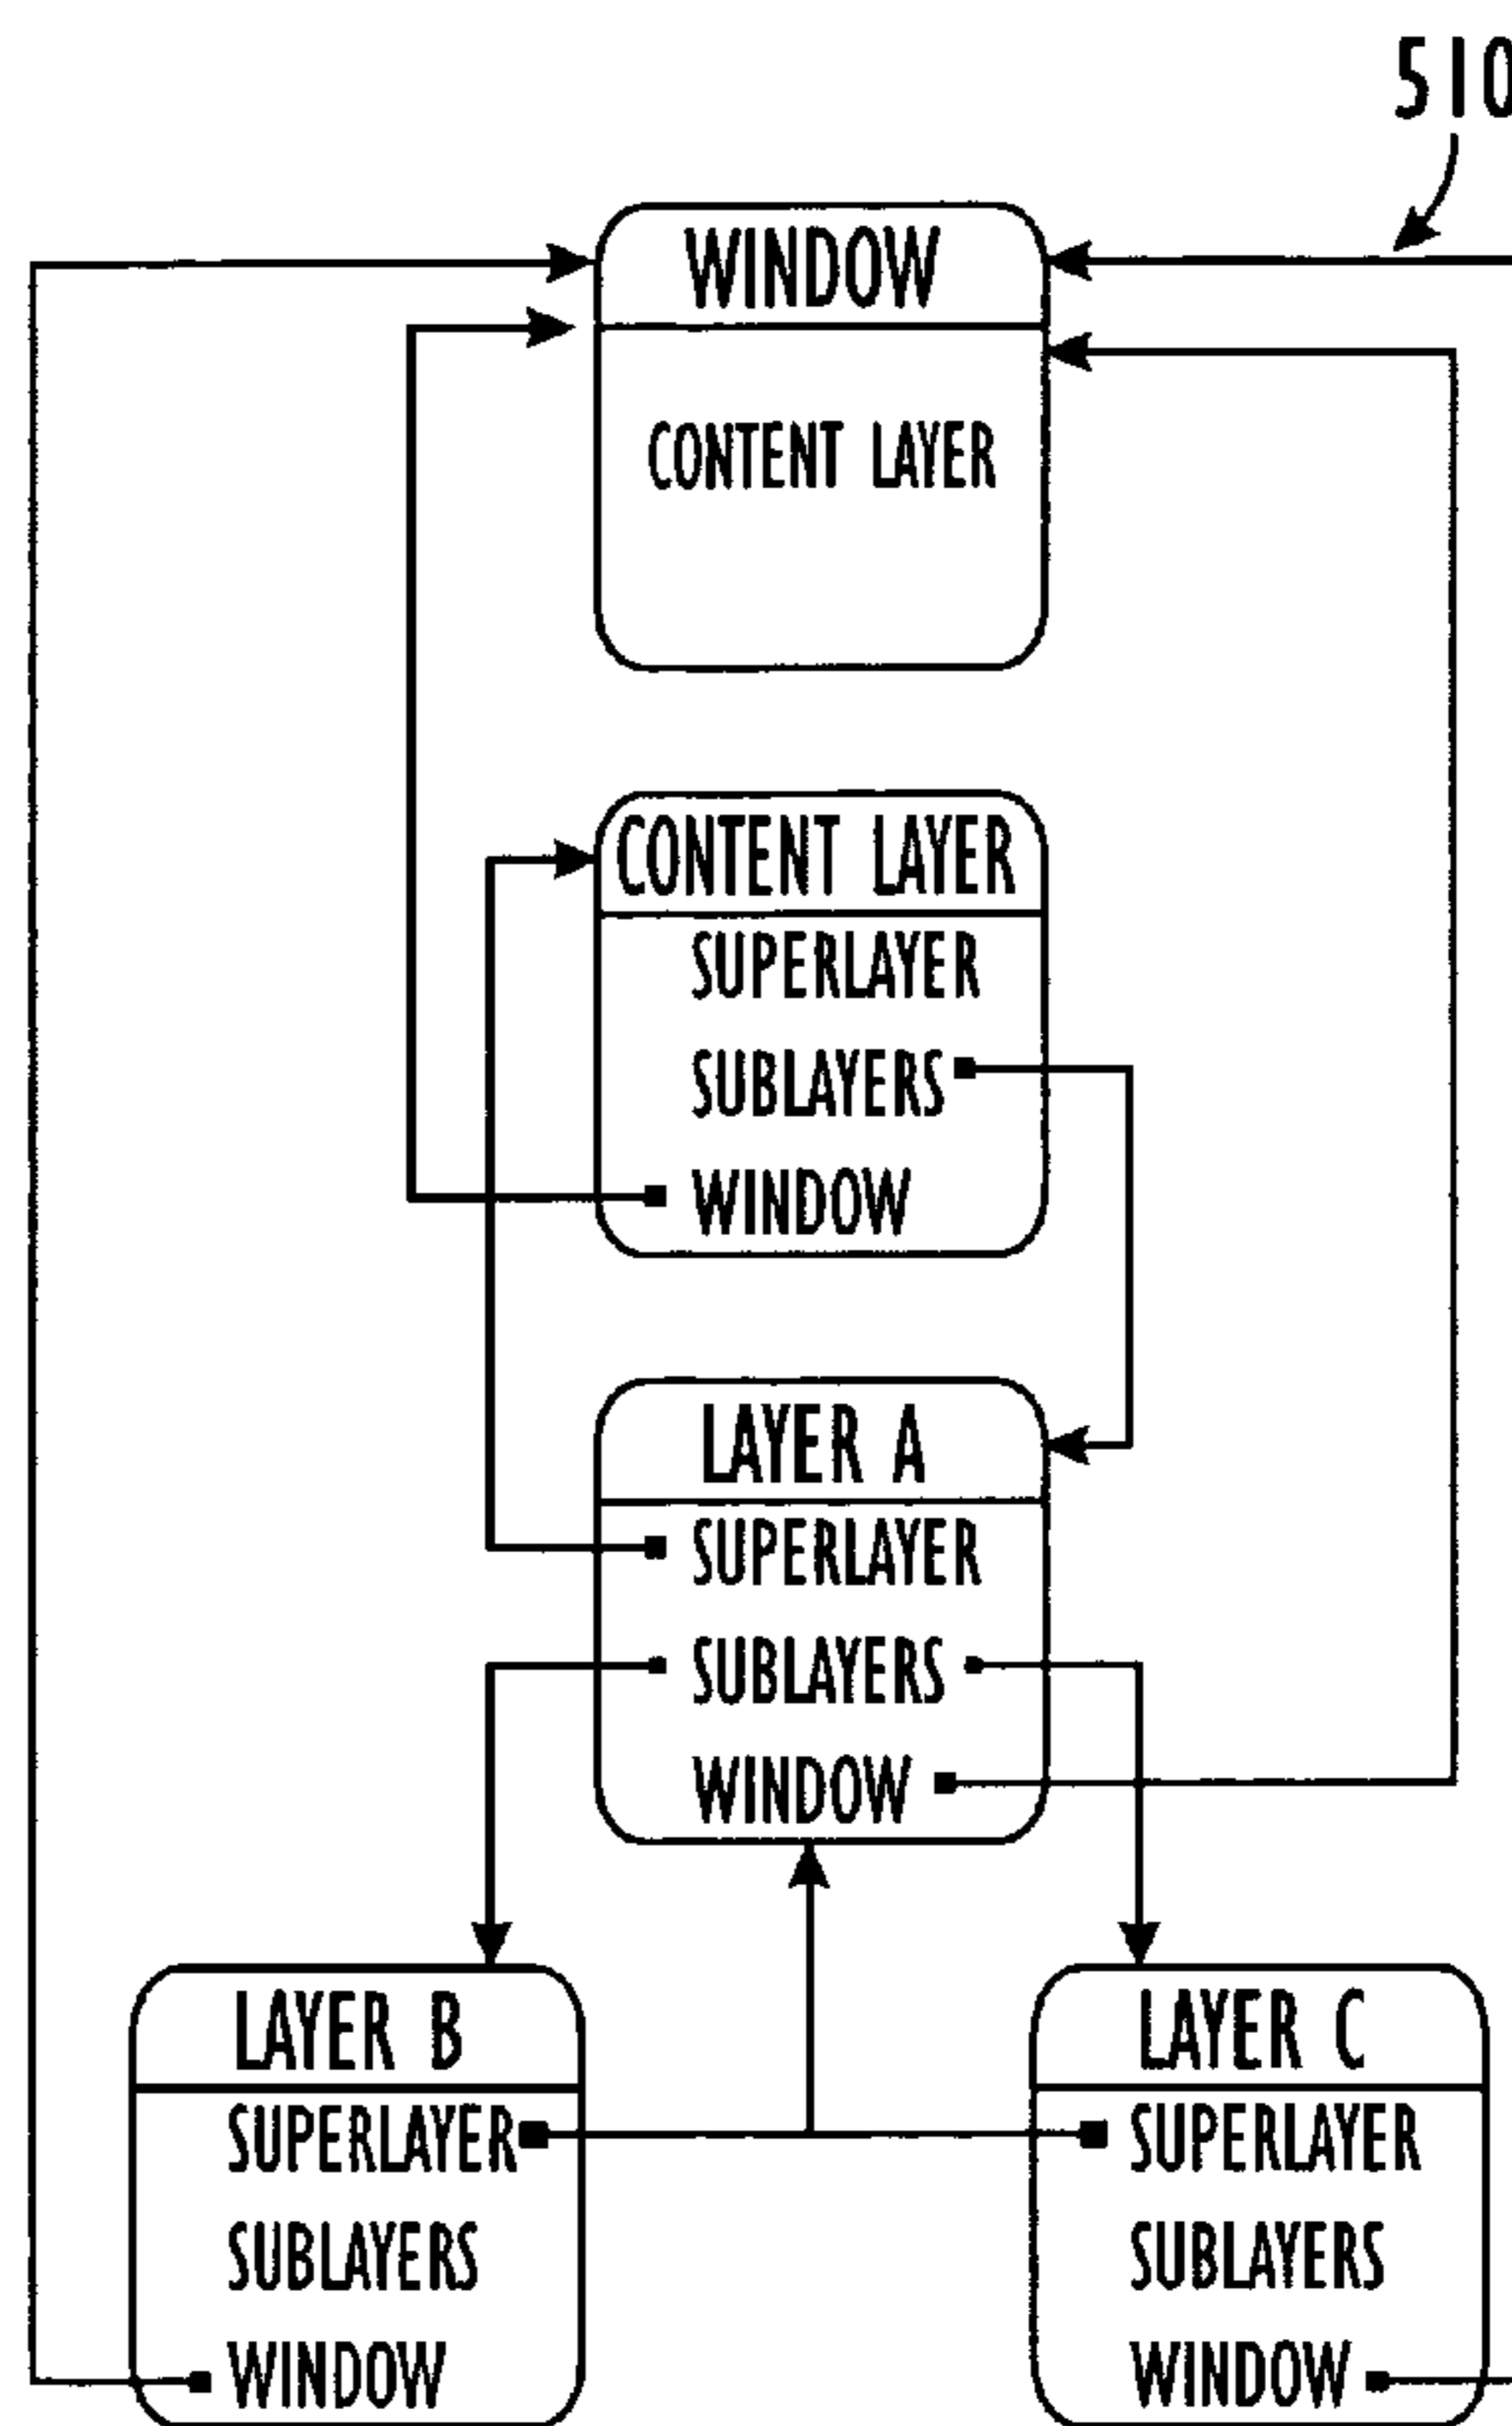 510
WINDOW
CONTENT LAYER
CONTENT LAYER
SUPERLAYER
SUBLAYERS
WINDOW
LAYER A
SUPERLAYER
SUBLAYERS
WINDOW
LAYER B
SUPERLAYER
SUBLAYERS
WINDOW
LAYER C
SUPERLAYER
SUBLAYERS
WINDOW